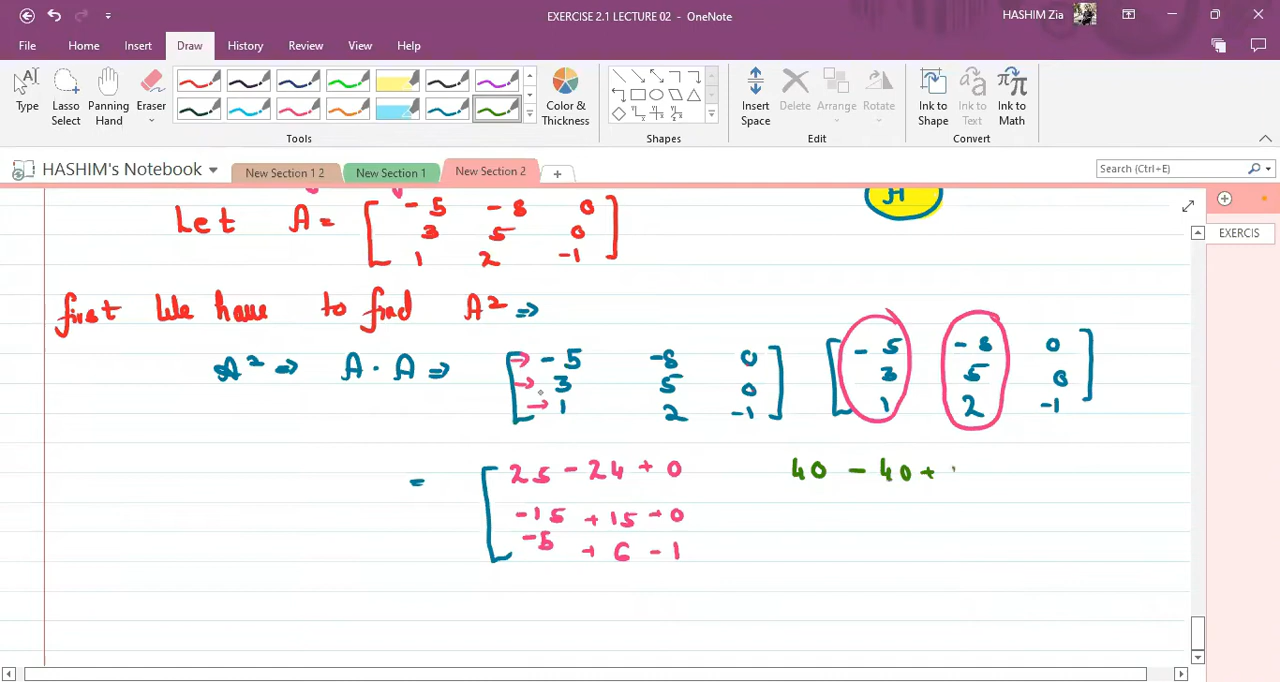 EXERCISE 2.1 LECTURE 02 - OneNote
HASHIM Zia
File Home Insert Draw History Review View Help
Type
Lasso Select
Panning Hand
Eraser
Color & Thickness
Insert Space
Delete
Arrange
Rotate
Ink to Shape
Ink to Text
Ink to Math
Tools
Shapes
Edit
Convert
HASHIM's Notebook
New Section 1 2
New Section 1
New Section 2
Search (Ctrl+E)
EXERCIS
Let A = [ -5 -8 0
3 5 0
1 2 -1 ]
first We have to find A² ⇒
A² ⇒ A · A ⇒ [ → -5 -8 0 ] [ -5 -8 0 ]
→ 3 5 0 3 5 0
→ 1 2 -1 1 2 -1
= [ 25 - 24 + 0 40 - 40 +
-15 + 15 + 0
-5 + 6 - 1